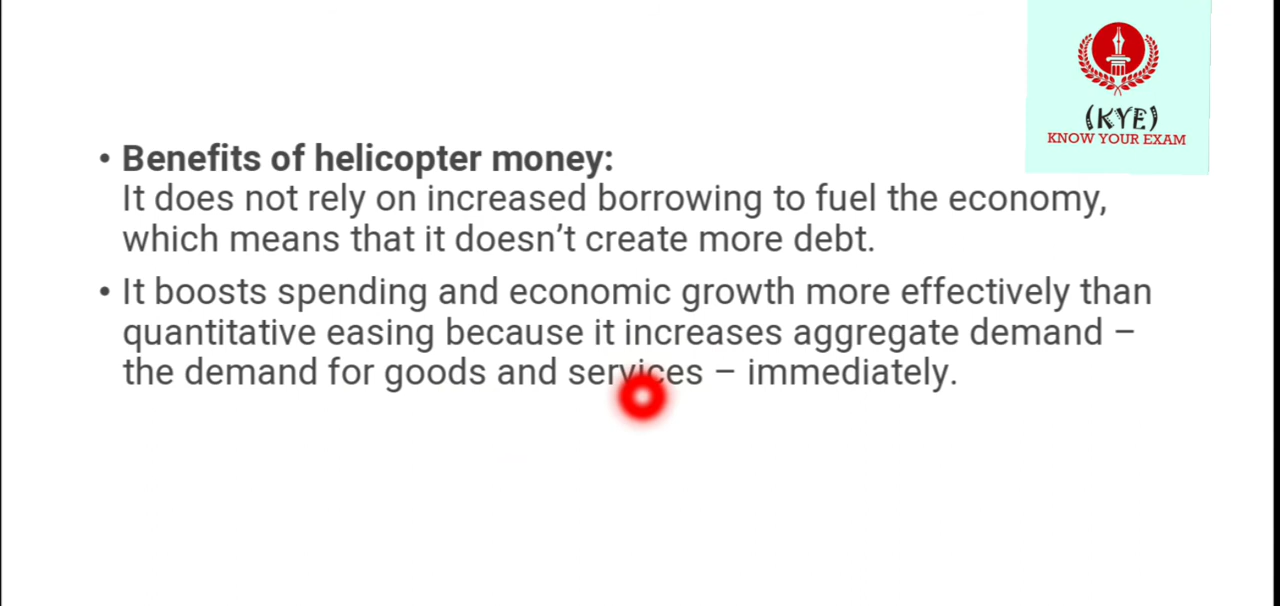 (KYE)
KNOW YOUR EXAM
• Benefits of helicopter money:
It does not rely on increased borrowing to fuel the economy,
which means that it doesn’t create more debt.
• It boosts spending and economic growth more effectively than
quantitative easing because it increases aggregate demand –
the demand for goods and services – immediately.